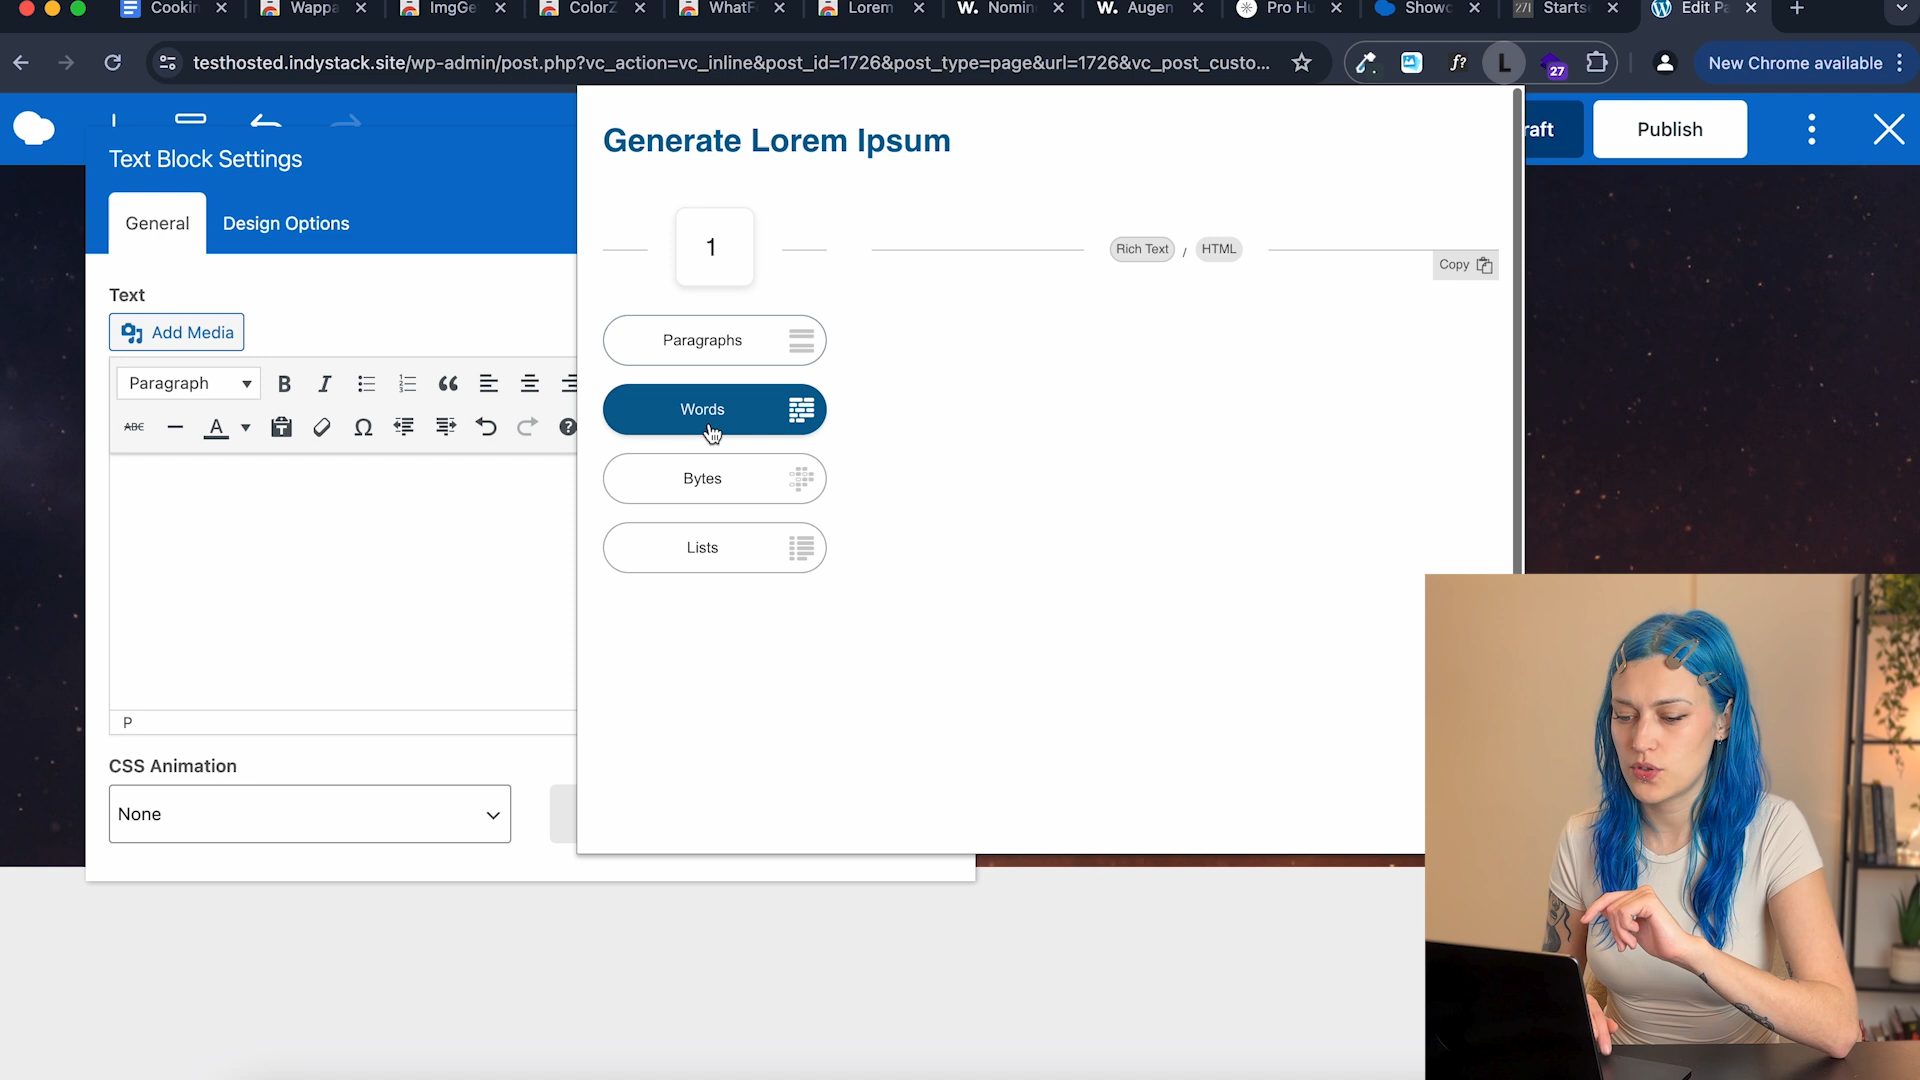 Cookin
Wappa
ImgGe
ColorZ
WhatF
Lorem
W. Nomin
W. Augen
Pro Hu
Showc
271 Starts
Edit Pa
testhosted.indystack.site/wp-admin/post.php?vc_action=vc_inline&post_id=1726&post_type=page&url=1726&vc_post_custo...
f?
L
27
New Chrome available
Text Block Settings
General
Design Options
Generate Lorem Ipsum
raft
Publish
1
Rich Text / HTML
Copy
Text
Add Media
Paragraph
B
I
ABC
A
Ω
Paragraphs
Words
Bytes
Lists
P
CSS Animation
None